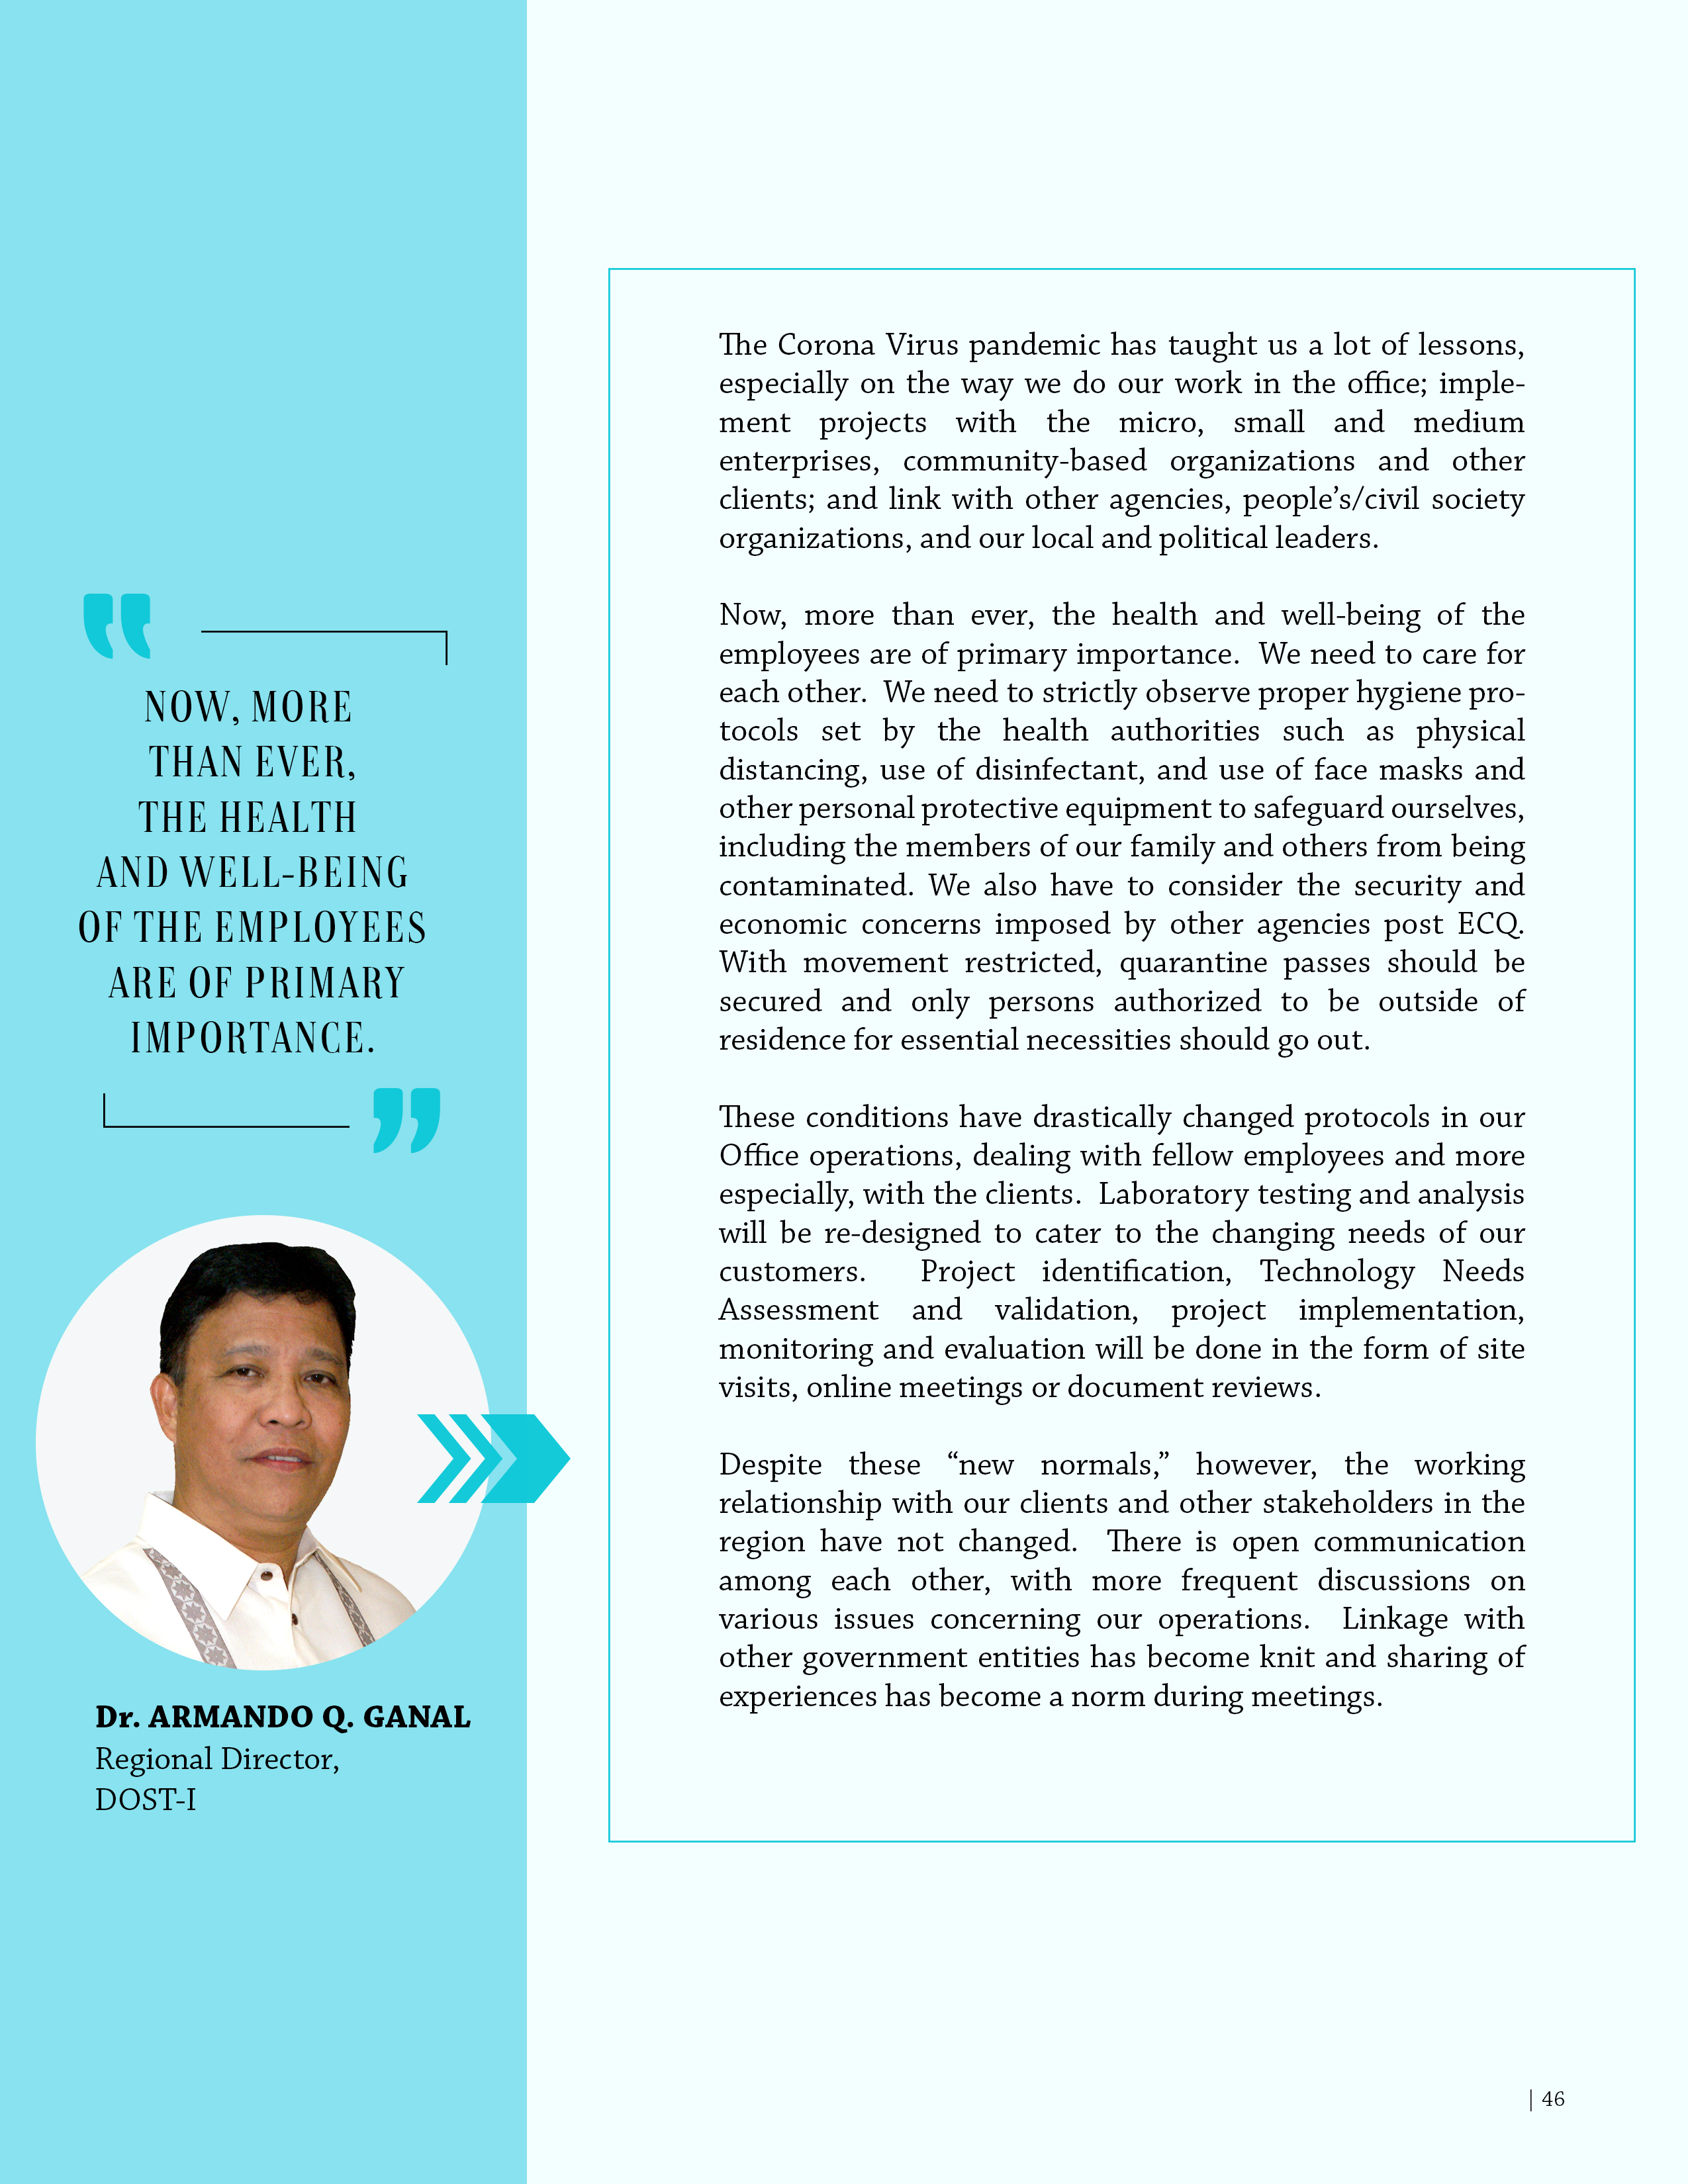 NOW, MORE
THAN EVER,
THE HEALTH
AND WELL-BEING
OF THE EMPLOYEES
ARE OF PRIMARY
IMPORTANCE.
Dr. ARMANDO Q. GANAL
Regional Director,
DOST-I
The Corona Virus pandemic has taught us a lot of lessons,
especially on the way we do our work in the office; imple-
ment projects with the micro, small and medium
enterprises, community-based organizations and other
clients; and link with other agencies, people’s/civil society
organizations, and our local and political leaders.
Now, more than ever, the health and well-being of the
employees are of primary importance. We need to care for
each other. We need to strictly observe proper hygiene pro-
tocols set by the health authorities such as physical
distancing, use of disinfectant, and use of face masks and
other personal protective equipment to safeguard ourselves,
including the members of our family and others from being
contaminated. We also have to consider the security and
economic concerns imposed by other agencies post ECQ.
With movement restricted, quarantine passes should be
secured and only persons authorized to be outside of
residence for essential necessities should go out.
These conditions have drastically changed protocols in our
Office operations, dealing with fellow employees and more
especially, with the clients. Laboratory testing and analysis
will be re-designed to cater to the changing needs of our
customers. Project identification, Technology Needs
Assessment and validation, project implementation,
monitoring and evaluation will be done in the form of site
visits, online meetings or document reviews.
Despite these “new normals,” however, the working
relationship with our clients and other stakeholders in the
region have not changed. There is open communication
among each other, with more frequent discussions on
various issues concerning our operations. Linkage with
other government entities has become knit and sharing of
experiences has become a norm during meetings.
| 46